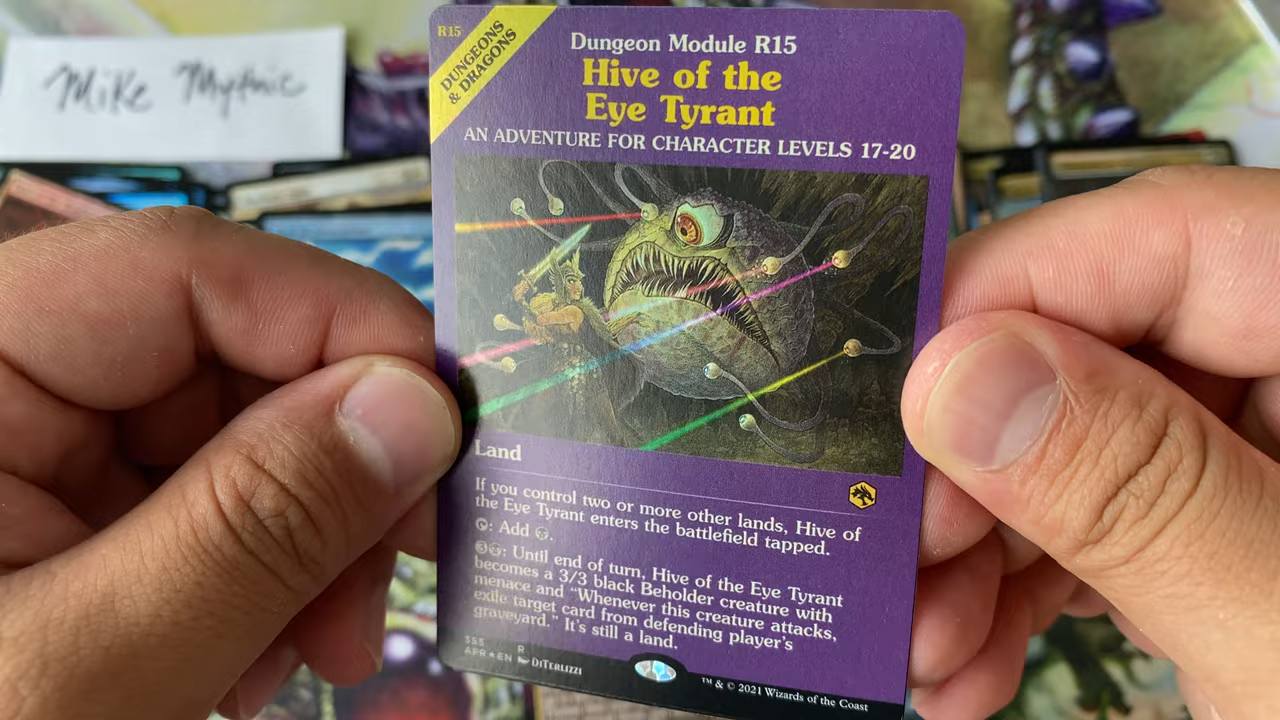 Mike Mythic
R15
DUNGEONS
& DRAGONS
Dungeon Module R15
Hive of the
Eye Tyrant
AN ADVENTURE FOR CHARACTER LEVELS 17-20
Land
If you control two or more other lands, Hive of
the Eye Tyrant enters the battlefield tapped.
: Add .
3: Until end of turn, Hive of the Eye Tyrant
becomes a 3/3 black Beholder creature with
menace and “Whenever this creature attacks,
exile target card from defending player's
graveyard.” It's still a land.
355 R
AFR★EN DiTerlizzi
™ & © 2021 Wizards of the Coast